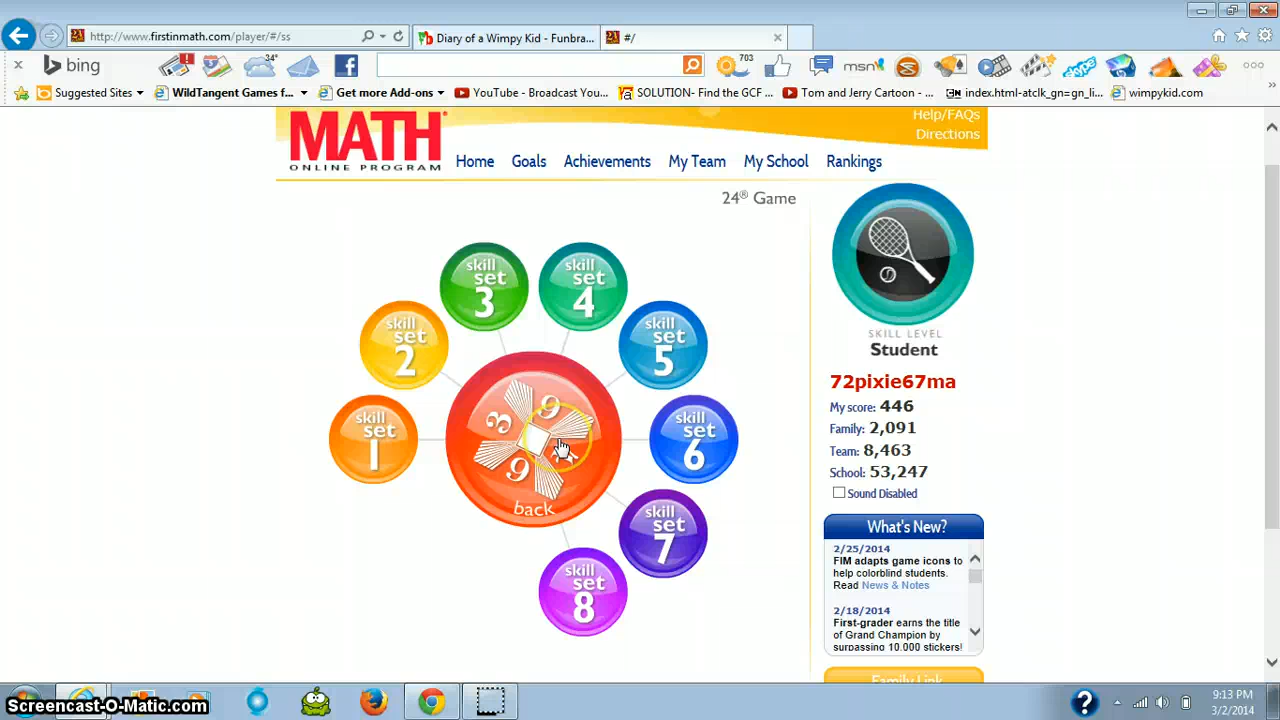 http://www.firstinmath.com/player/#/ss
Diary of a Wimpy Kid - Funbra...
#/
bing
703
34°
msn
skype
Suggested Sites
WildTangent Games f...
Get more Add-ons
YouTube - Broadcast You...
SOLUTION- Find the GCF ...
Tom and Jerry Cartoon - ...
index.html-atclk_gn=gn_li...
wimpykid.com
MATH
ONLINE PROGRAM
Help/FAQs
Directions
Home
Goals
Achievements
My Team
My School
Rankings
24® Game
skill set 3
skill set 4
skill set 2
skill set 5
skill set 1
skill set 6
skill set 7
skill set 8
3
9
9
back
SKILL LEVEL
Student
72pixie67ma
My score: 446
Family: 2,091
Team: 8,463
School: 53,247
Sound Disabled
What's New?
2/25/2014
FIM adapts game icons to
help colorblind students.
Read News & Notes
2/18/2014
First-grader earns the title
of Grand Champion by
surpassing 10,000 stickers!
Family Link
Screencast-O-Matic.com
9:13 PM
3/2/2014